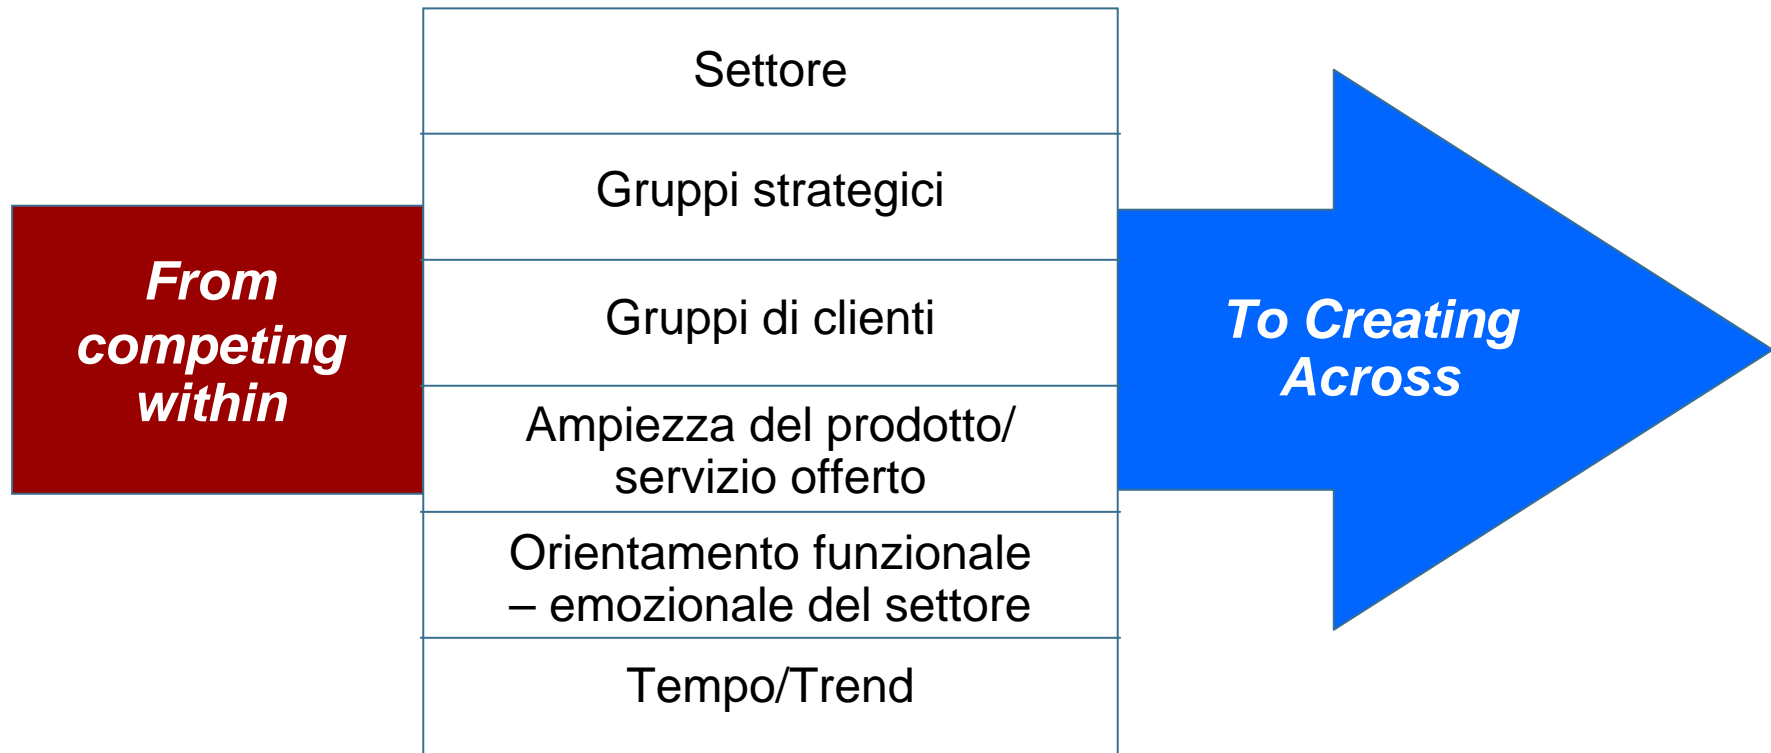 Settore
Gruppi strategici
Gruppi di clienti
Ampiezza del prodotto/
servizio offerto
Orientamento funzionale
– emozionale del settore
Tempo/Trend
From
competing
within
To Creating
Across